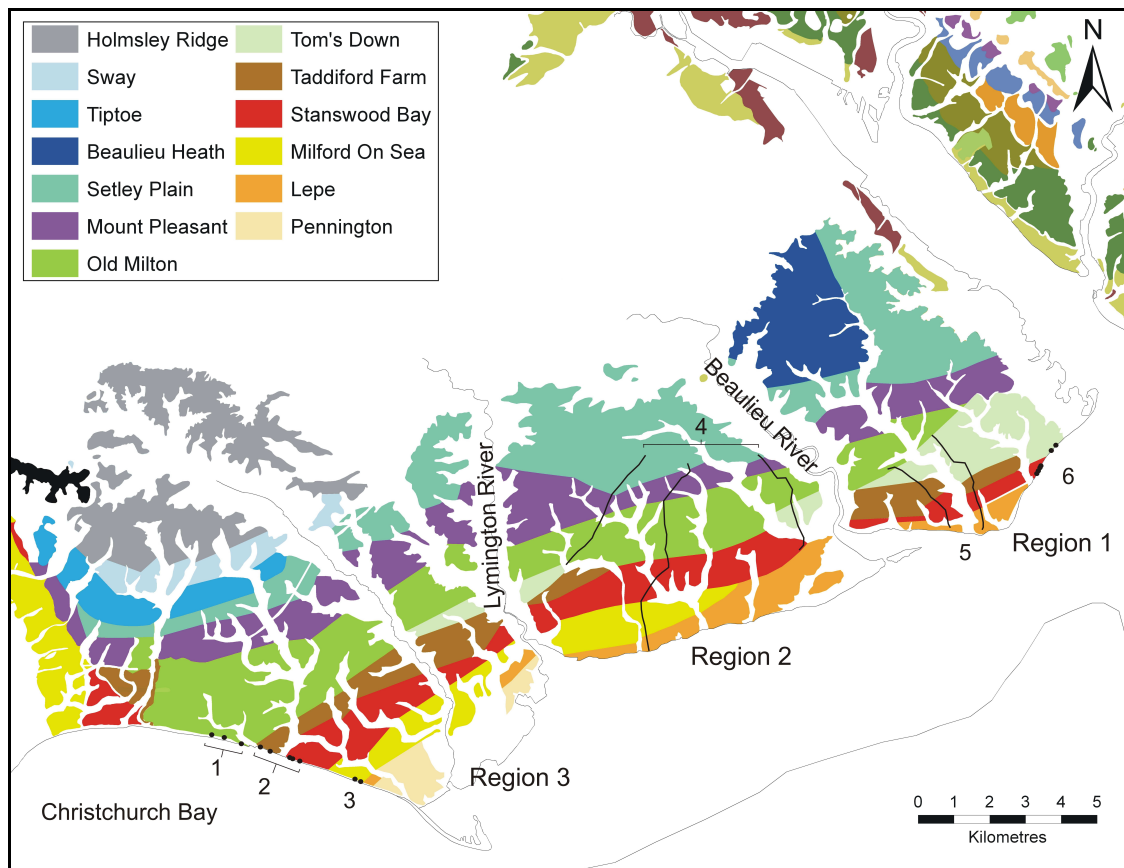 Holmsley Ridge
Sway
Tiptoe
Beaulieu Heath
Setley Plain
Mount Pleasant
Old Milton
Tom's Down
Taddiford Farm
Stanswood Bay
Milford On Sea
Lepe
Pennington
N
Beaulieu River
4
Lymington River
6
5
Region 1
Region 2
Region 3
1
2
3
Christchurch Bay
0 1 2 3 4 5
Kilometres